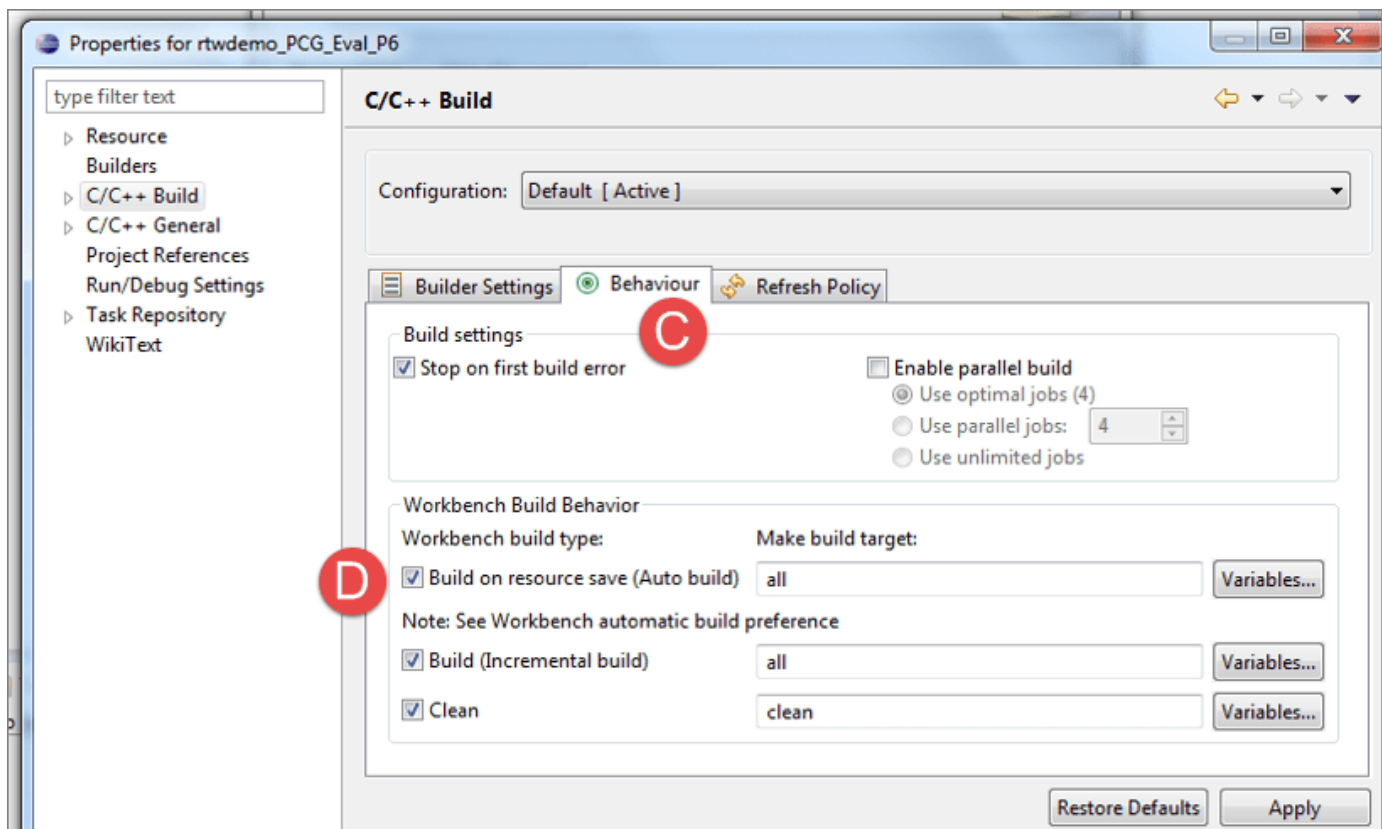 Properties for rtwdemo_PCG_Eval_P6
type filter text
Resource
Builders
C/C++ Build
C/C++ General
Project References
Run/Debug Settings
Task Repository
WikiText
C/C++ Build
Configuration: Default [ Active ]
Builder Settings Behaviour Refresh Policy
C
Build settings
Stop on first build error Enable parallel build
Use optimal jobs (4)
Use parallel jobs: 4
Use unlimited jobs
Workbench Build Behavior
Workbench build type: Make build target:
D Build on resource save (Auto build) all Variables...
Note: See Workbench automatic build preference
Build (Incremental build) all Variables...
Clean clean Variables...
Restore Defaults Apply